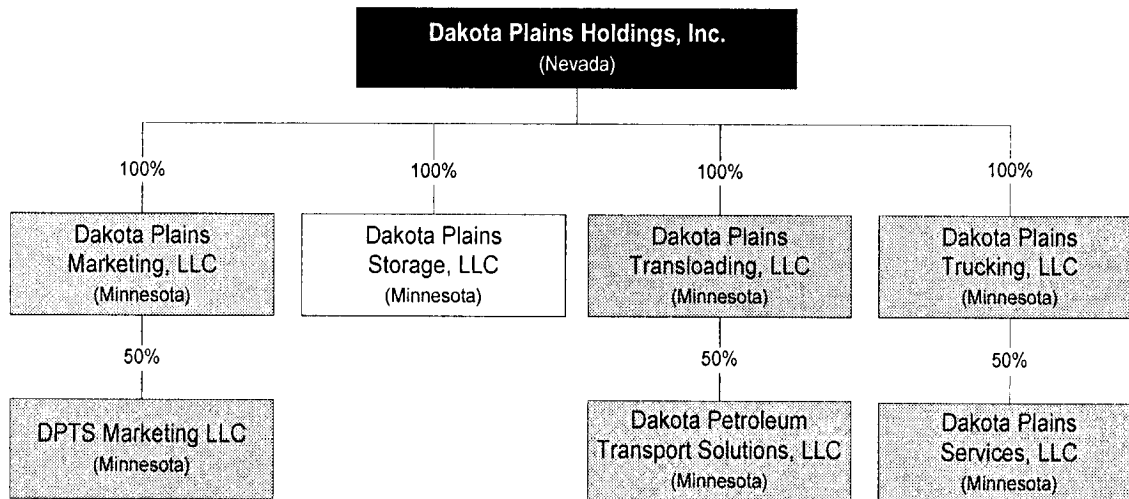 Dakota Plains Holdings, Inc.
(Nevada)
100%
100%
100%
100%
Dakota Plains
Marketing, LLC
(Minnesota)
Dakota Plains
Storage, LLC
(Minnesota)
Dakota Plains
Transloading, LLC
(Minnesota)
Dakota Plains
Trucking, LLC
(Minnesota)
50%
50%
50%
DPTS Marketing LLC
(Minnesota)
Dakota Petroleum
Transport Solutions, LLC
(Minnesota)
Dakota Plains
Services, LLC
(Minnesota)